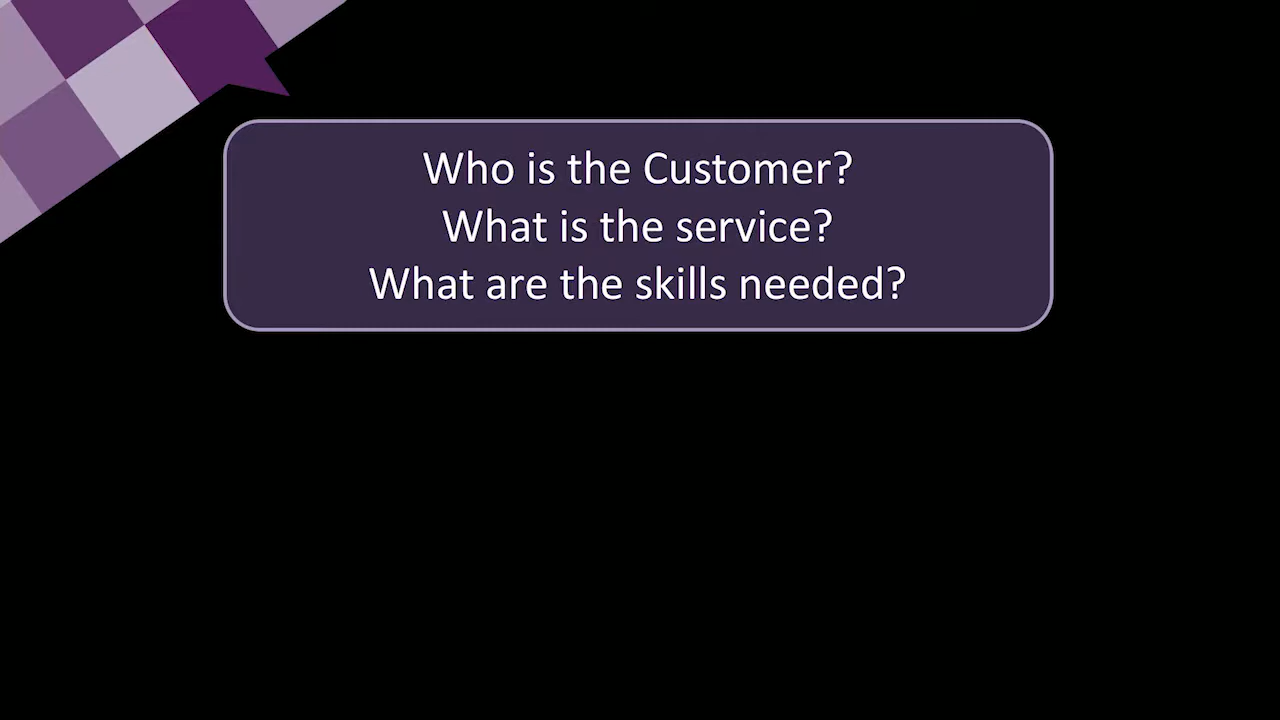 Who is the Customer?
What is the service?
What are the skills needed?